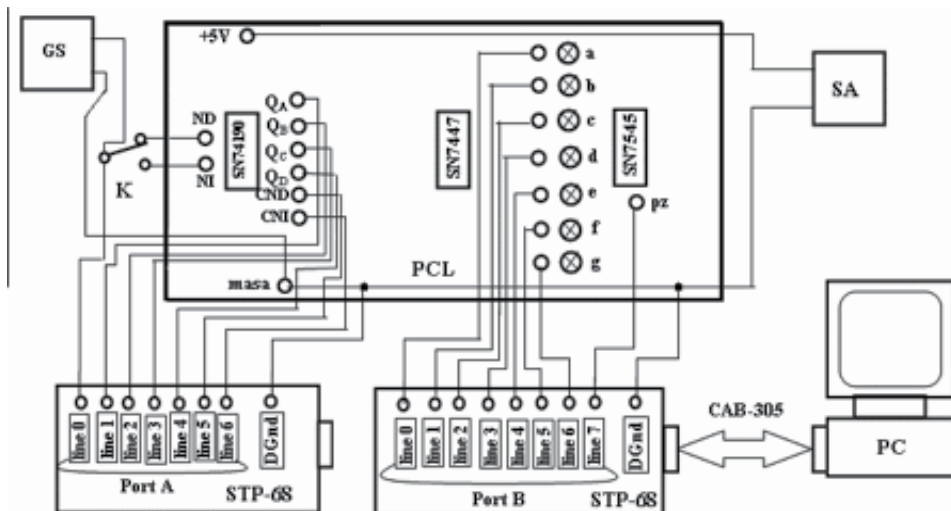 GS
+5V
a
b
c
d
e
f
g
SA
ND
NI
K
SN74190
QA
QB
QC
QD
CND
CNI
SN7447
SN7545
pz
masa
PCL
line 0
line 1
line 2
line 3
line 4
line 5
line 6
DGnd
Port A
STP-68
line 0
line 1
line 2
line 3
line 4
line 5
line 6
line 7
DGnd
Port B
STP-68
CAB-305
PC